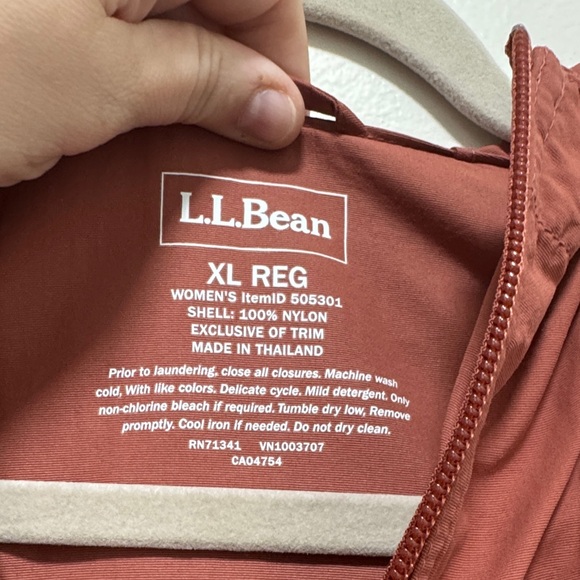 L.L.Bean
XL REG
WOMEN'S ItemID 505301
SHELL: 100% NYLON
EXCLUSIVE OF TRIM
MADE IN THAILAND
Prior to laundering, close all closures. Machine wash
cold, With like colors. Delicate cycle. Mild detergent. Only
non-chlorine bleach if required. Tumble dry low, Remove
promptly. Cool iron if needed. Do not dry clean.
RN71341 VN1003707
CA04754